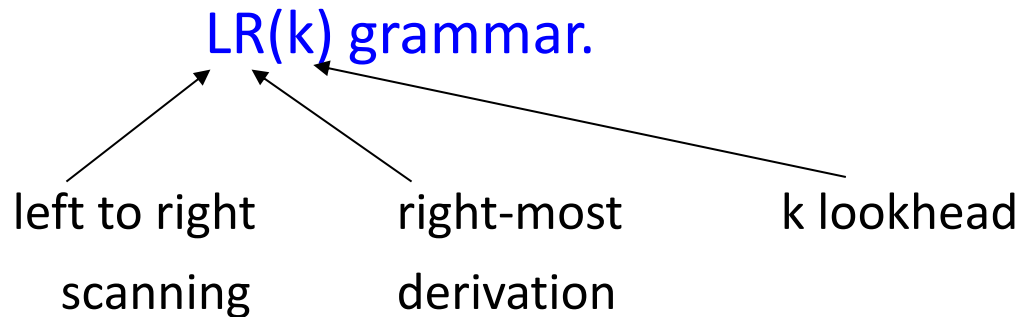 LR(k) grammar.
left to right right-most k lookhead
scanning derivation